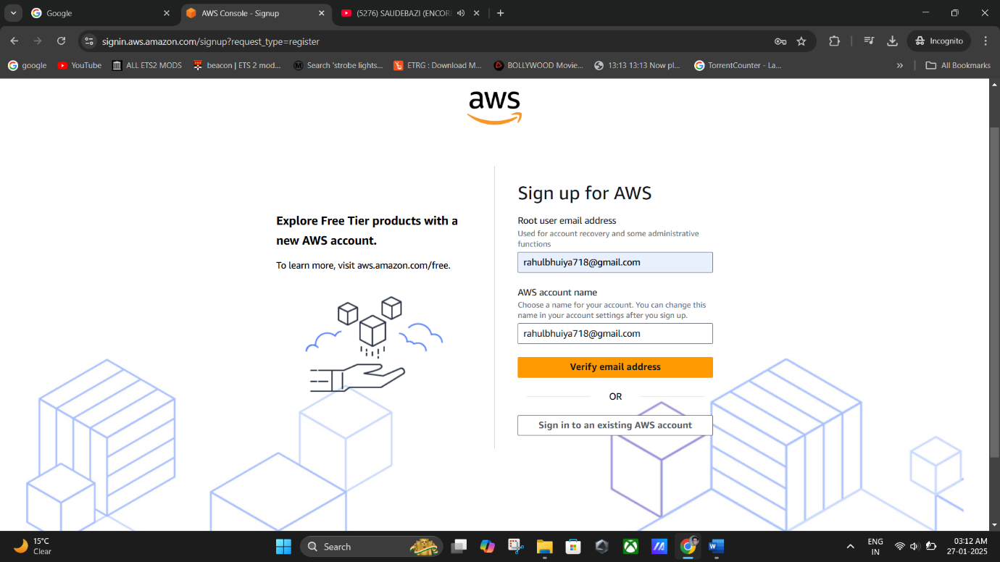 Google
AWS Console - Signup
(5276) SAUDEBAZI (ENCOR
signin.aws.amazon.com/signup?request_type=register
Incognito
google
YouTube
ALL ETS2 MODS
beacon | ETS 2 mod...
Search 'strobe lights...
ETRG : Download M...
BOLLYWOOD Movie...
13:13 13:13 Now pl...
TorrentCounter - La...
»
All Bookmarks
aws
Explore Free Tier products with a
new AWS account.
To learn more, visit aws.amazon.com/free.
Sign up for AWS
Root user email address
Used for account recovery and some administrative
functions
rahulbhuiya718@gmail.com
AWS account name
Choose a name for your account. You can change this
name in your account settings after you sign up.
rahulbhuiya718@gmail.com
Verify email address
OR
Sign in to an existing AWS account
15°C
Clear
Search
ENG
IN
03:12 AM
27-01-2025